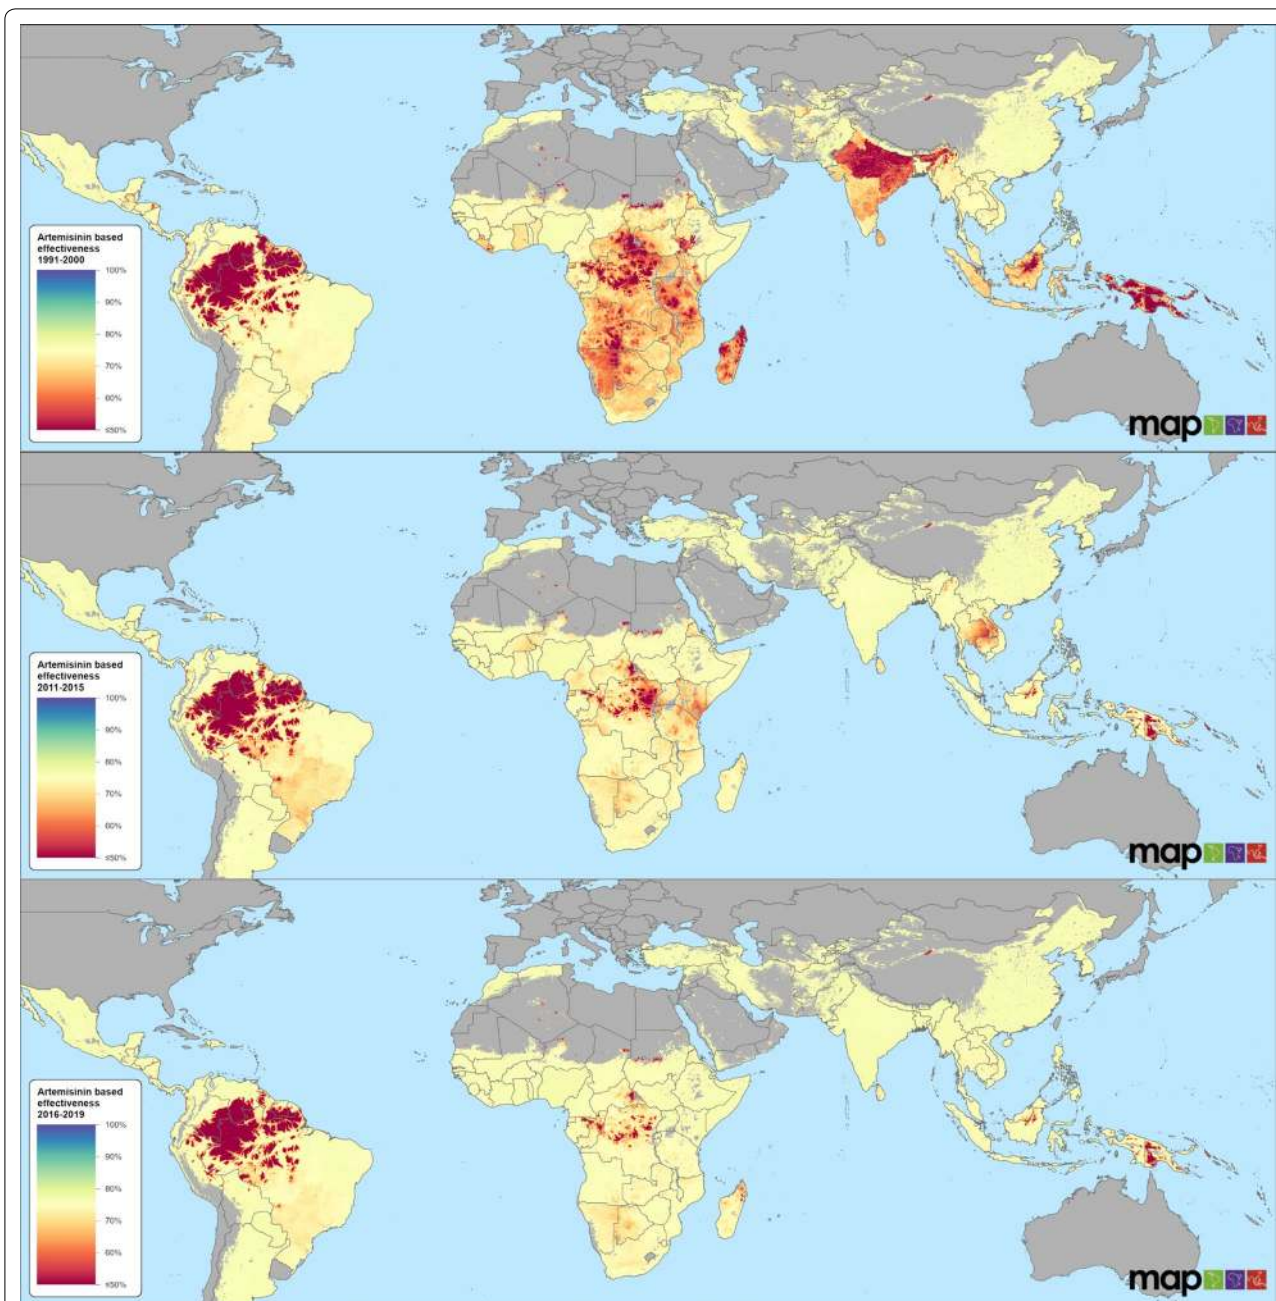 Artemisinin based
effectiveness
1991-2000
100%
90%
80%
70%
60%
≤50%
map
Artemisinin based
effectiveness
2011-2015
100%
90%
80%
70%
60%
≤50%
map
Artemisinin based
effectiveness
2016-2019
100%
90%
80%
70%
60%
≤50%
map